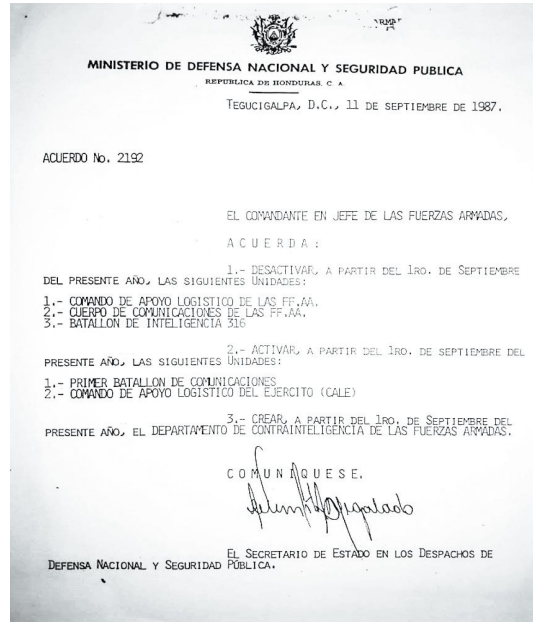 MINISTERIO DE DEFENSA NACIONAL Y SEGURIDAD PUBLICA
REPUBLICA DE HONDURAS, C. A.
TEGUCIGALPA, D.C., 11 DE SEPTIEMBRE DE 1987.
ACUERDO No. 2192
EL COMANDANTE EN JEFE DE LAS FUERZAS ARMADAS,
A C U E R D A :
1.- DESACTIVAR, A PARTIR DEL 1RO. DE SEPTIEMBRE
DEL PRESENTE AÑO, LAS SIGUIENTES UNIDADES:
1.- COMANDO DE APOYO LOGISTICO DE LAS FF.AA.
2.- CUERPO DE COMUNICACIONES DE LAS FF.AA.
3.- BATALLON DE INTELIGENCIA 316
2.- ACTIVAR, A PARTIR DEL 1RO. DE SEPTIEMBRE DEL
PRESENTE AÑO, LAS SIGUIENTES UNIDADES:
1.- PRIMER BATALLON DE COMUNICACIONES
2.- COMANDO DE APOYO LOGISTICO DEL EJERCITO (CALE)
3.- CREAR, A PARTIR DEL 1RO. DE SEPTIEMBRE DEL
PRESENTE AÑO, EL DEPARTAMENTO DE CONTRAINTELIGENCIA DE LAS FUERZAS ARMADAS.
C O M U N I Q U E S E.
EL SECRETARIO DE ESTADO EN LOS DESPACHOS DE
DEFENSA NACIONAL Y SEGURIDAD PÚBLICA.